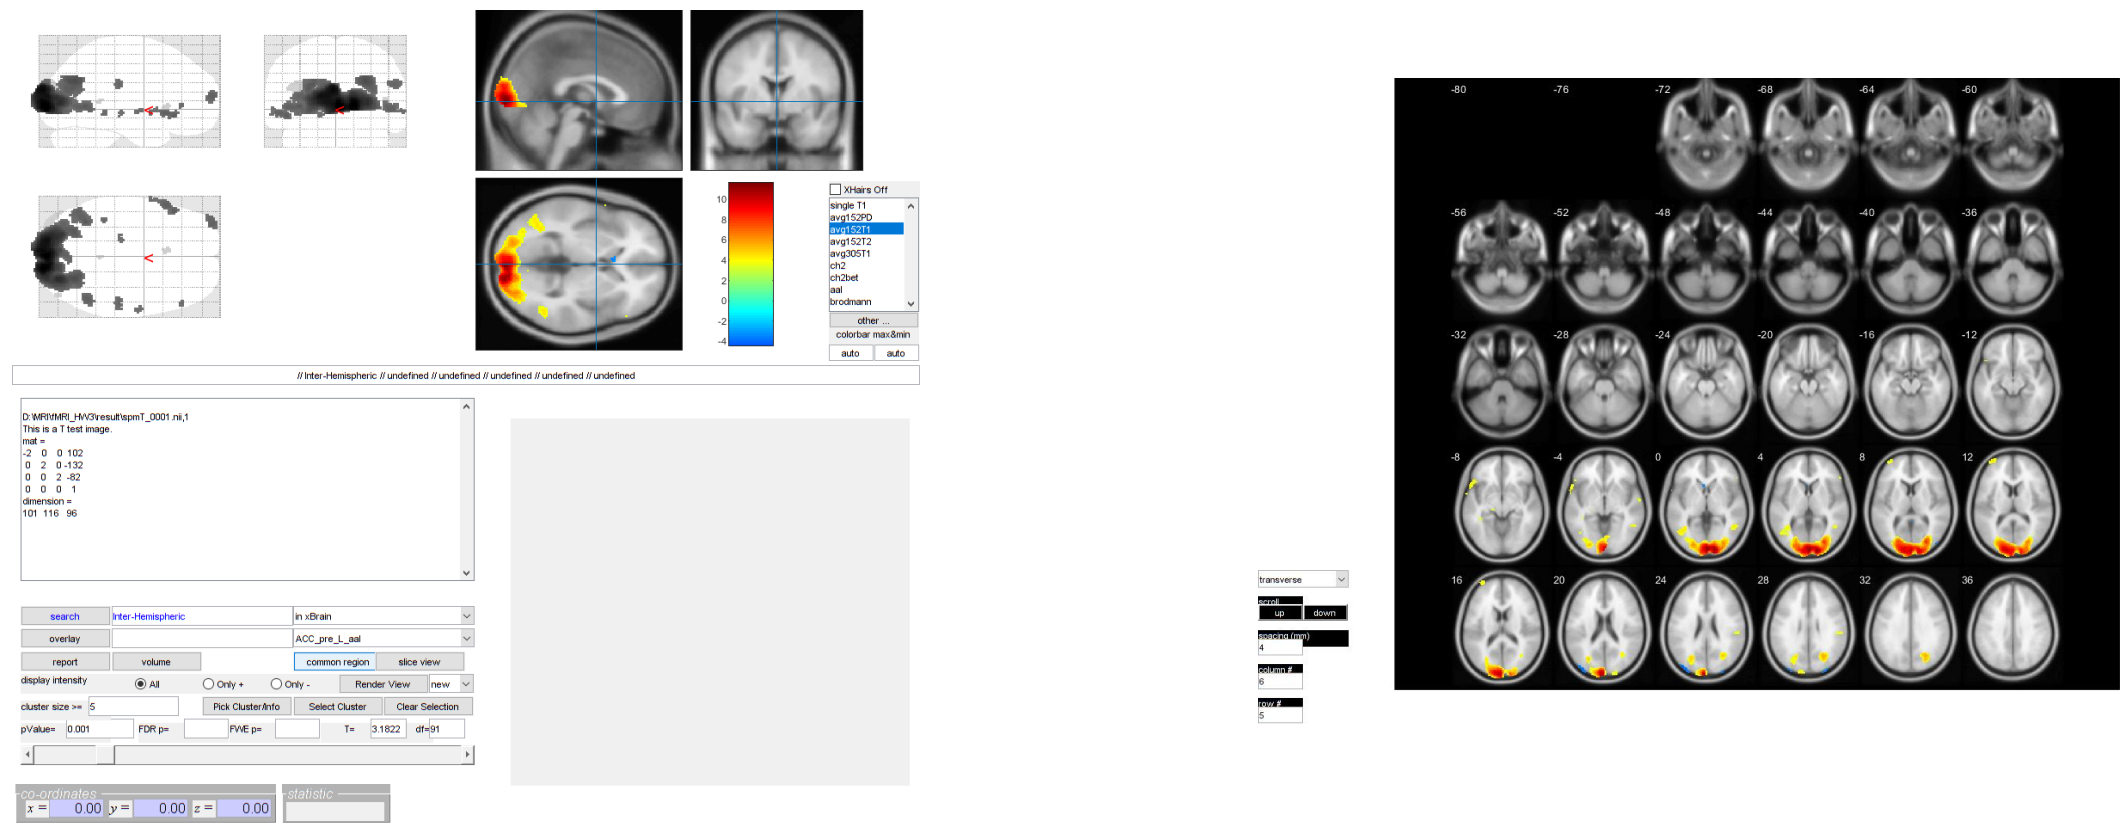 10
8
6
4
2
0
-2
-4
XHairs Off
single T1
avg152PD
avg152T1
avg152T2
avg305T1
ch2
ch2bet
aal
brodmann
other ...
colorbar max&min
auto auto
// Inter-Hemispheric // undefined // undefined // undefined // undefined // undefined
D:\MRI\fMRI_HW3\result\spmT_0001.nii,1
This is a T test image.
mat =
-2 0 0 102
0 2 0 -132
0 0 2 -82
0 0 0 1
dimension =
101 116 96
search Inter-Hemispheric in xBrain
overlay ACC_pre_L_aal
report volume common region slice view
display intensity All Only + Only - Render View new
cluster size >= 5 Pick Cluster/Info Select Cluster Clear Selection
pValue= 0.001 FDR p= FWE p= T= 3.1822 df= 91
co-ordinates
x = 0.00 y = 0.00 z = 0.00
statistic
transverse
scroll
up down
spacing (mm)
4
column #
6
row #
5
-80 -76 -72 -68 -64 -60
-56 -52 -48 -44 -40 -36
-32 -28 -24 -20 -16 -12
-8 -4 0 4 8 12
16 20 24 28 32 36